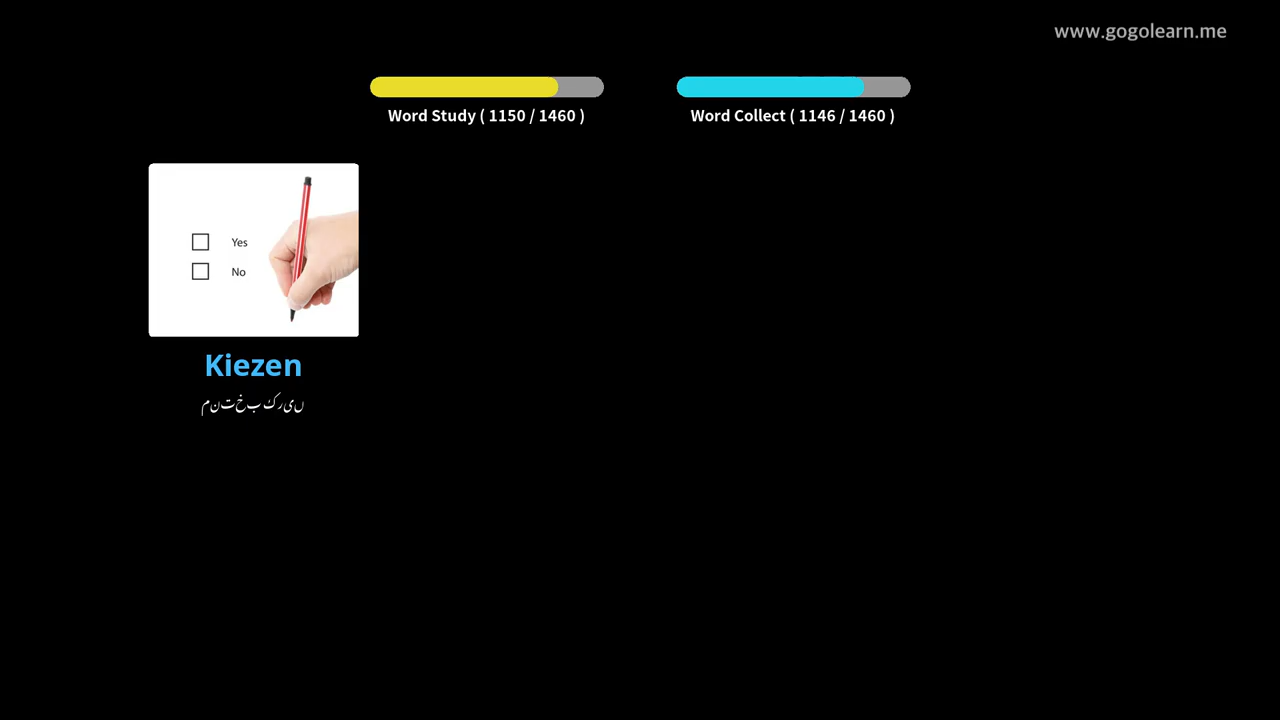 www.gogolearn.me
Word Study ( 1150 / 1460 )
Word Collect ( 1146 / 1460 )
Yes
No
Kiezen
منتخب کریں